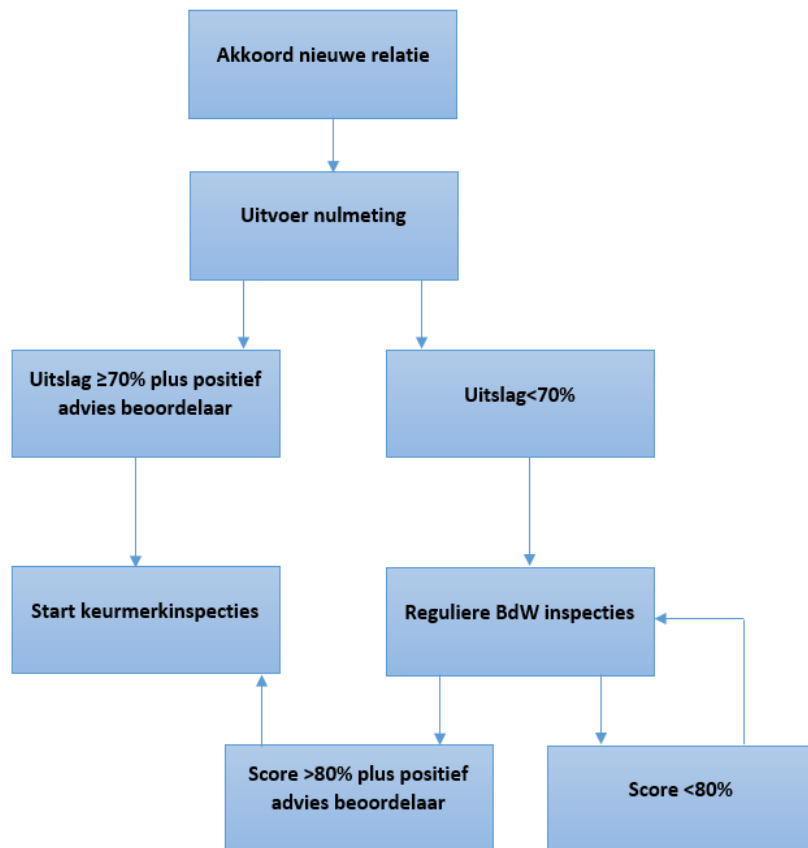 Akkoord nieuwe relatie
Uitvoer nulmeting
Uitslag ≥70% plus positief
advies beoordelaar
Uitslag<70%
Start keurmerkinspecties
Reguliere BdW inspecties
Score >80% plus positief
advies beoordelaar
Score <80%